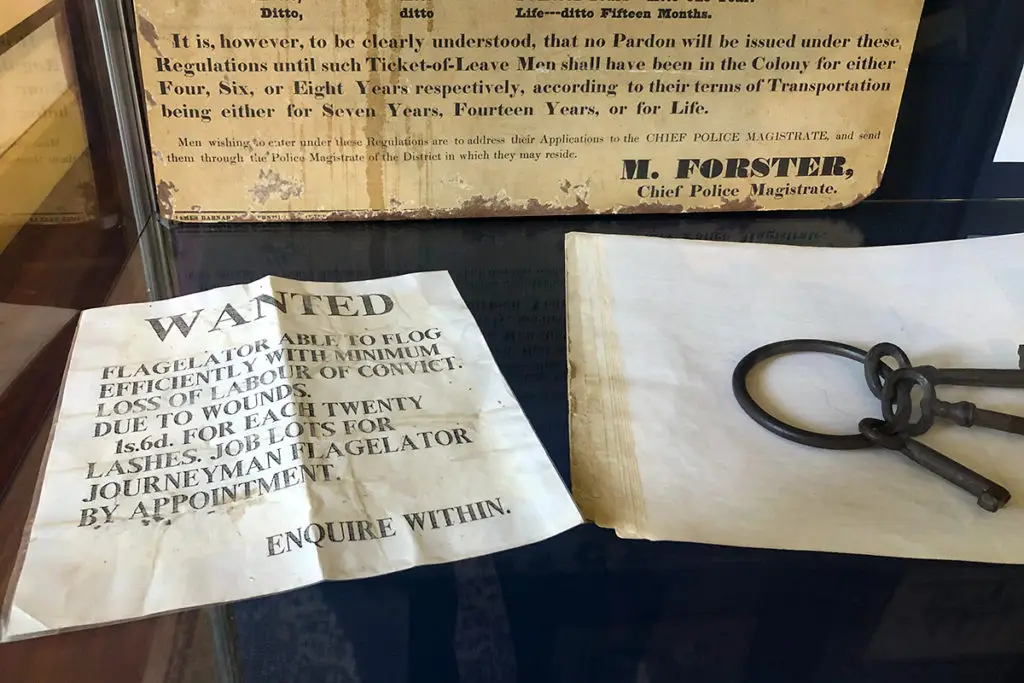 Ditto, ditto Life---ditto Fifteen Months.
It is, however, to be clearly understood, that no Pardon will be issued under these
Regulations until such Ticket-of-Leave Men shall have been in the Colony for either
Four, Six, or Eight Years respectively, according to their terms of Transportation
being either for Seven Years, Fourteen Years, or for Life.
Men wishing to enter under these Regulations are to address their Applications to the CHIEF POLICE MAGISTRATE, and send
them through the Police Magistrate of the District in which they may reside.
M. FORSTER,
Chief Police Magistrate.
WANTED
FLAGELATOR ABLE TO FLOG
EFFICIENTLY WITH MINIMUM
LOSS OF LABOUR OF CONVICT.
DUE TO WOUNDS.
1s.6d. FOR EACH TWENTY
LASHES. JOB LOTS FOR
JOURNEYMAN FLAGELATOR
BY APPOINTMENT.
ENQUIRE WITHIN.